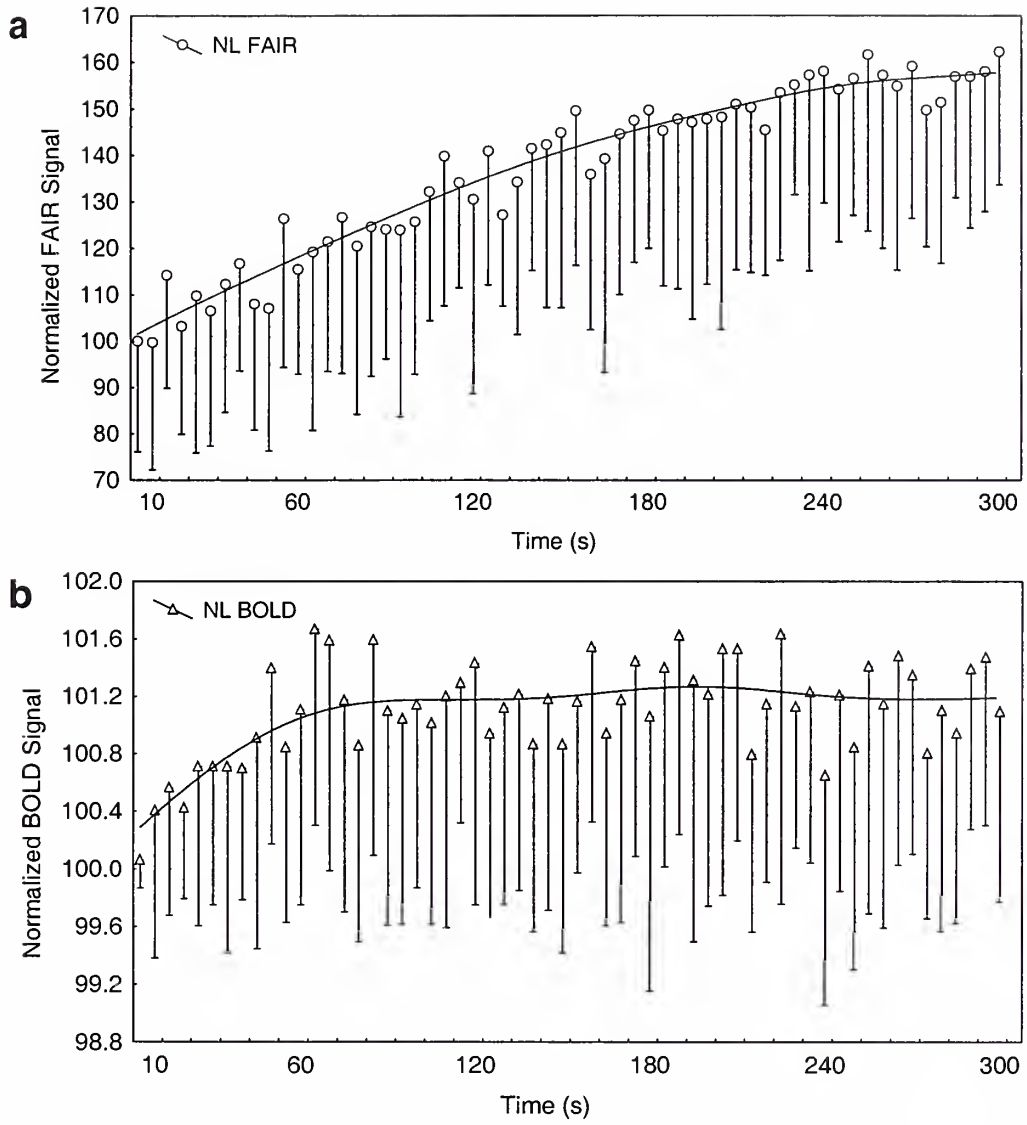 a
170
NL FAIR
160
150
140
130
120
110
100
90
80
70
Normalized FAIR Signal
10 60 120 180 240 300
Time (s)
b
102.0
NL BOLD
101.6
101.2
100.8
100.4
100.0
99.6
99.2
98.8
Normalized BOLD Signal
10 60 120 180 240 300
Time (s)